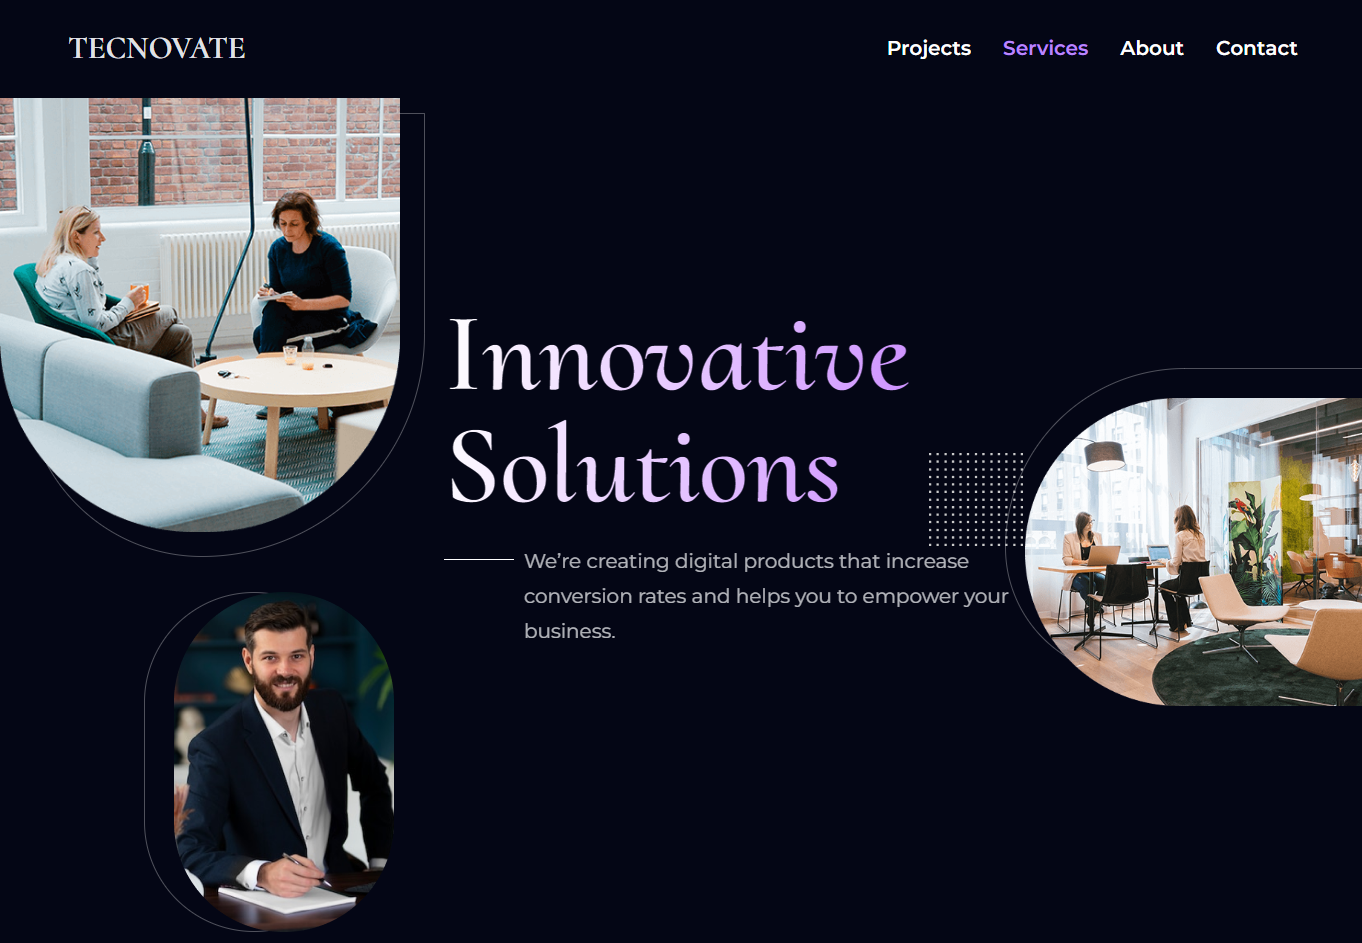 TECNOVATE
Projects Services About Contact
Innovative
Solutions
We’re creating digital products that increase
conversion rates and helps you to empower your
business.